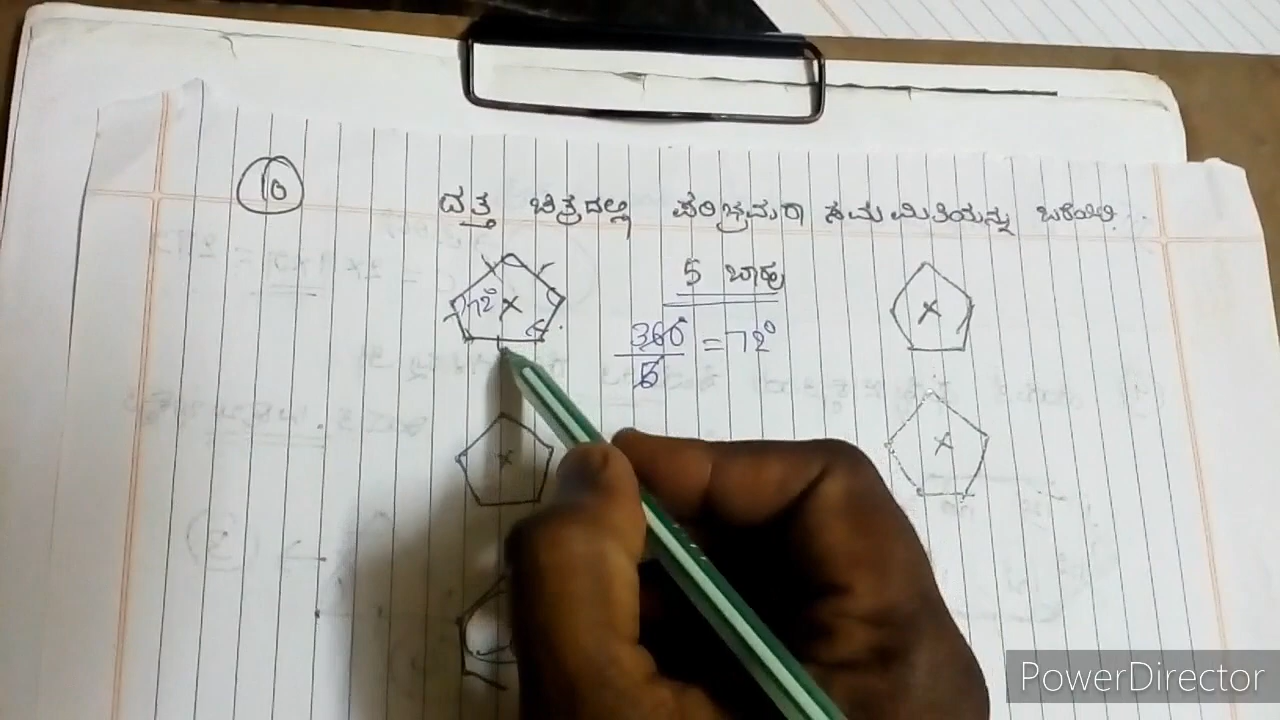 10
ದತ್ತ ಚಿತ್ರದಲ್ಲಿ ಪರಿಭ್ರಮಣ ಸಮಮಿತಿಯನ್ನು ಬರೆಯಿರಿ.
72° × 5 ಬಾಹು ×
360° / 5 = 72°
× ×
PowerDirector